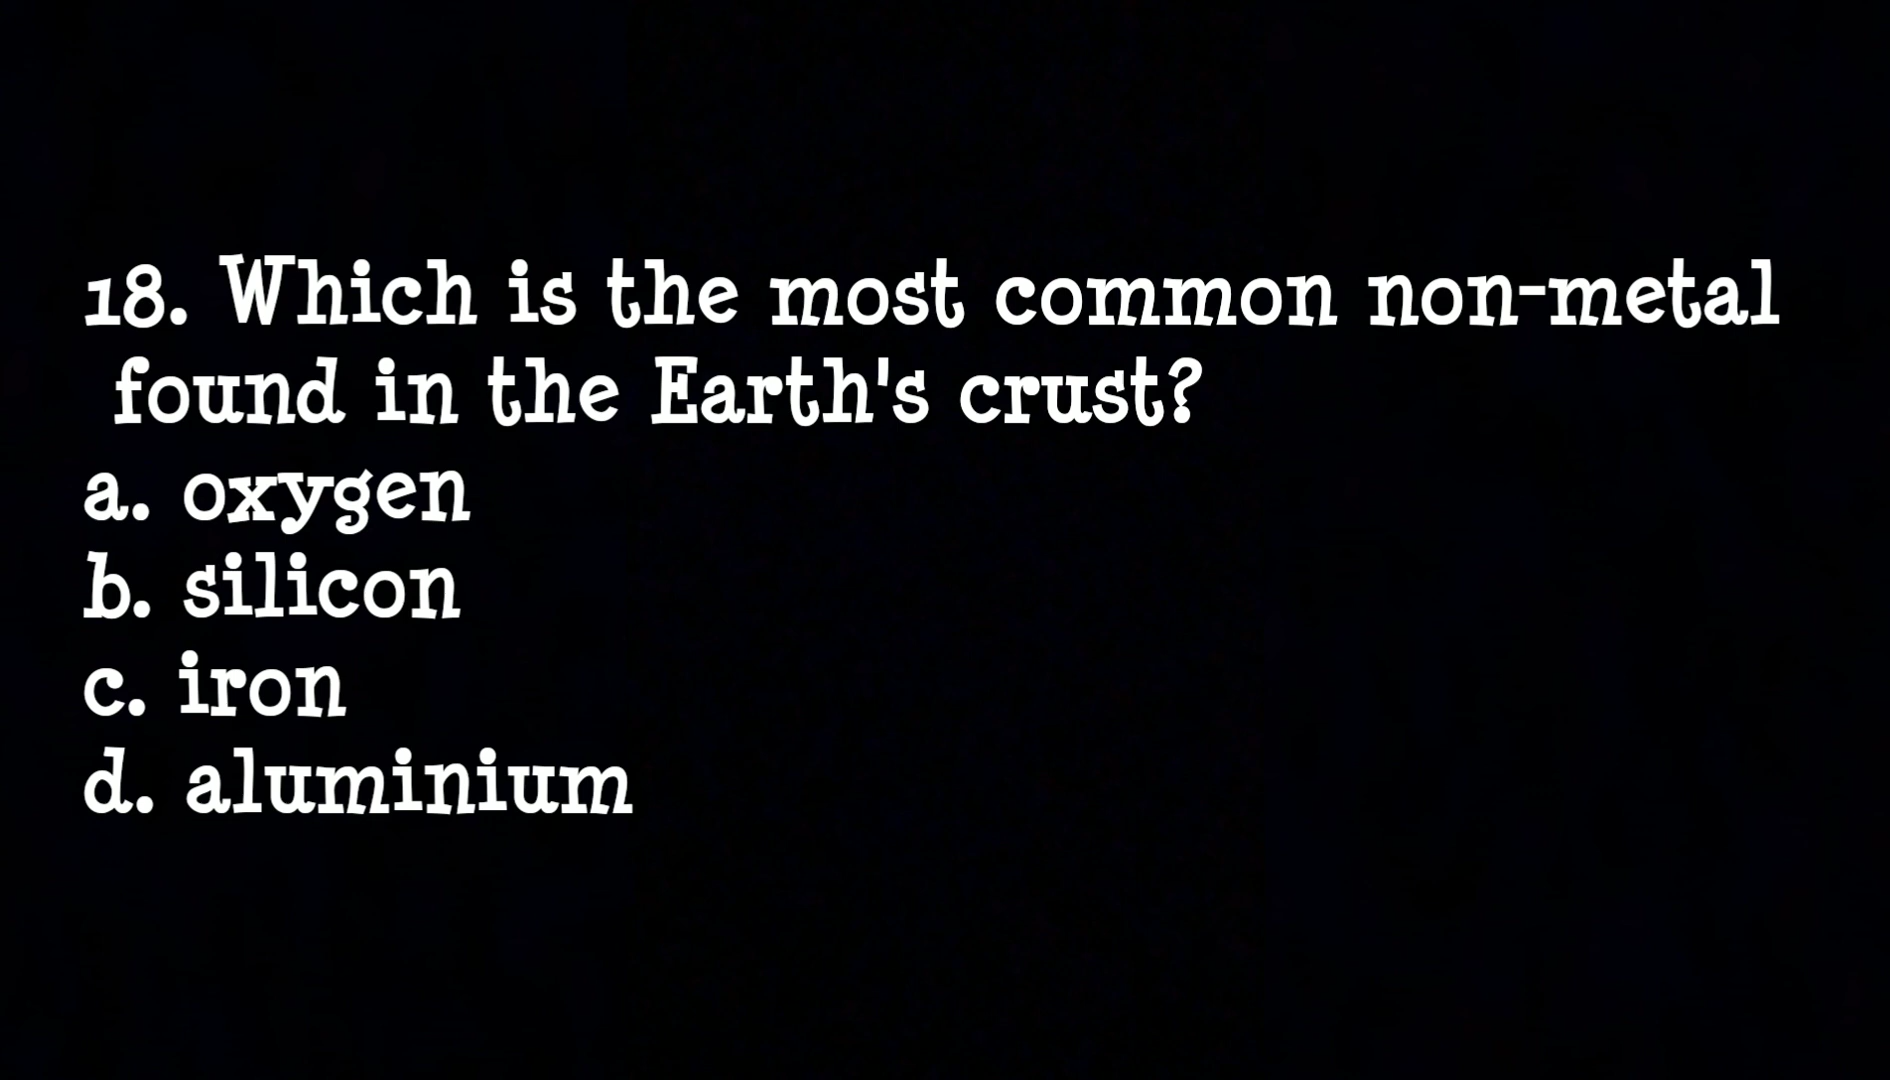 18. Which is the most common non-metal
found in the Earth's crust?
a. oxygen
b. silicon
c. iron
d. aluminium